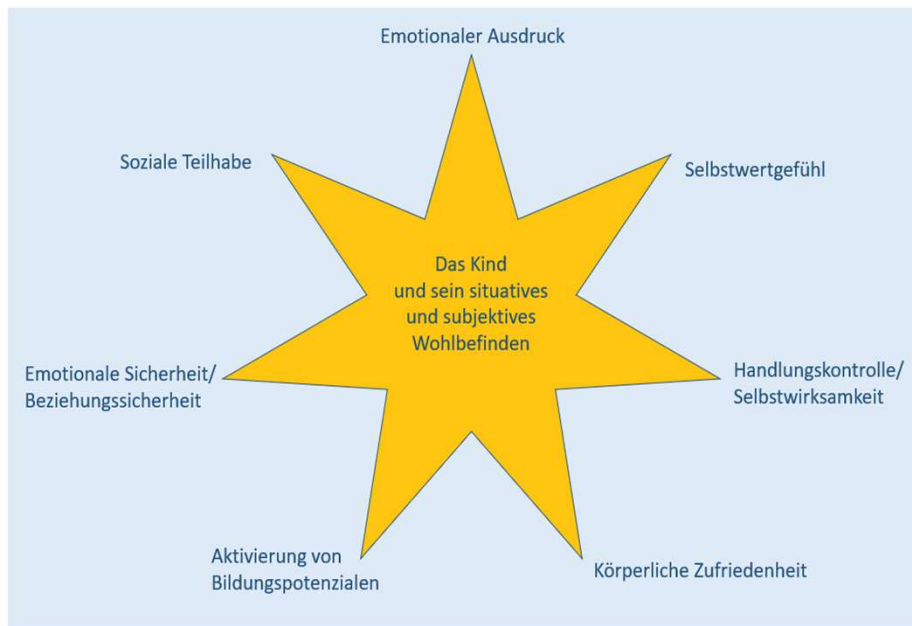 Emotionaler Ausdruck
Soziale Teilhabe
Selbstwertgefühl
Das Kind
und sein situatives
und subjektives
Wohlbefinden
Emotionale Sicherheit/
Beziehungssicherheit
Handlungskontrolle/
Selbstwirksamkeit
Aktivierung von
Bildungspotenzialen
Körperliche Zufriedenheit